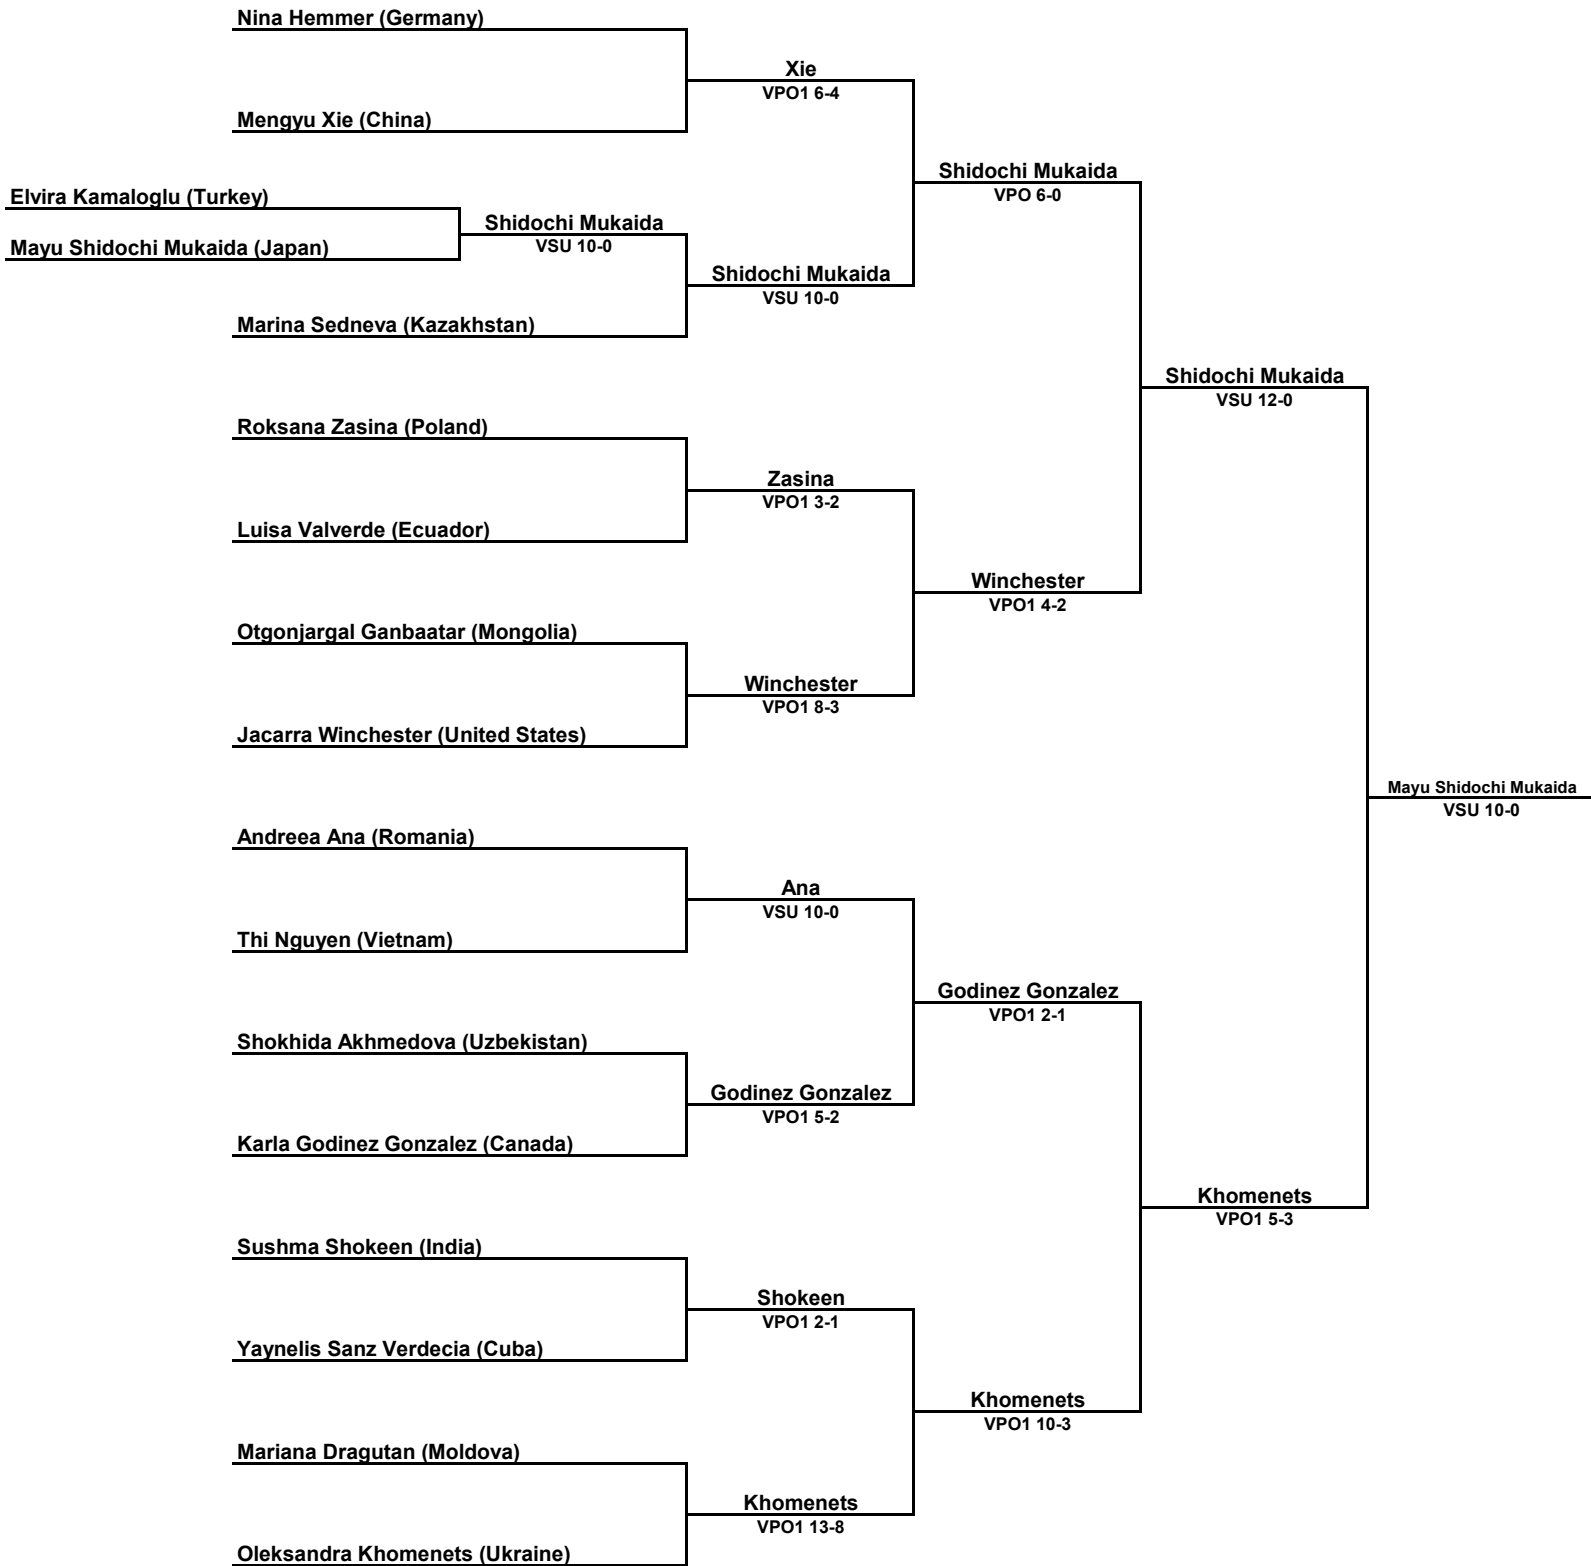 Nina Hemmer (Germany)
Xie
VPO1 6-4
Mengyu Xie (China)
Shidochi Mukaida
VPO 6-0
Elvira Kamaloglu (Turkey)
Shidochi Mukaida
VSU 10-0
Mayu Shidochi Mukaida (Japan)
Shidochi Mukaida
VSU 10-0
Marina Sedneva (Kazakhstan)
Shidochi Mukaida
VSU 12-0
Roksana Zasina (Poland)
Zasina
VPO1 3-2
Luisa Valverde (Ecuador)
Winchester
VPO1 4-2
Otgonjargal Ganbaatar (Mongolia)
Winchester
VPO1 8-3
Jacarra Winchester (United States)
Mayu Shidochi Mukaida
VSU 10-0
Andreea Ana (Romania)
Ana
VSU 10-0
Thi Nguyen (Vietnam)
Godinez Gonzalez
VPO1 2-1
Shokhida Akhmedova (Uzbekistan)
Godinez Gonzalez
VPO1 5-2
Karla Godinez Gonzalez (Canada)
Khomenets
VPO1 5-3
Sushma Shokeen (India)
Shokeen
VPO1 2-1
Yaynelis Sanz Verdecia (Cuba)
Khomenets
VPO1 10-3
Mariana Dragutan (Moldova)
Khomenets
VPO1 13-8
Oleksandra Khomenets (Ukraine)